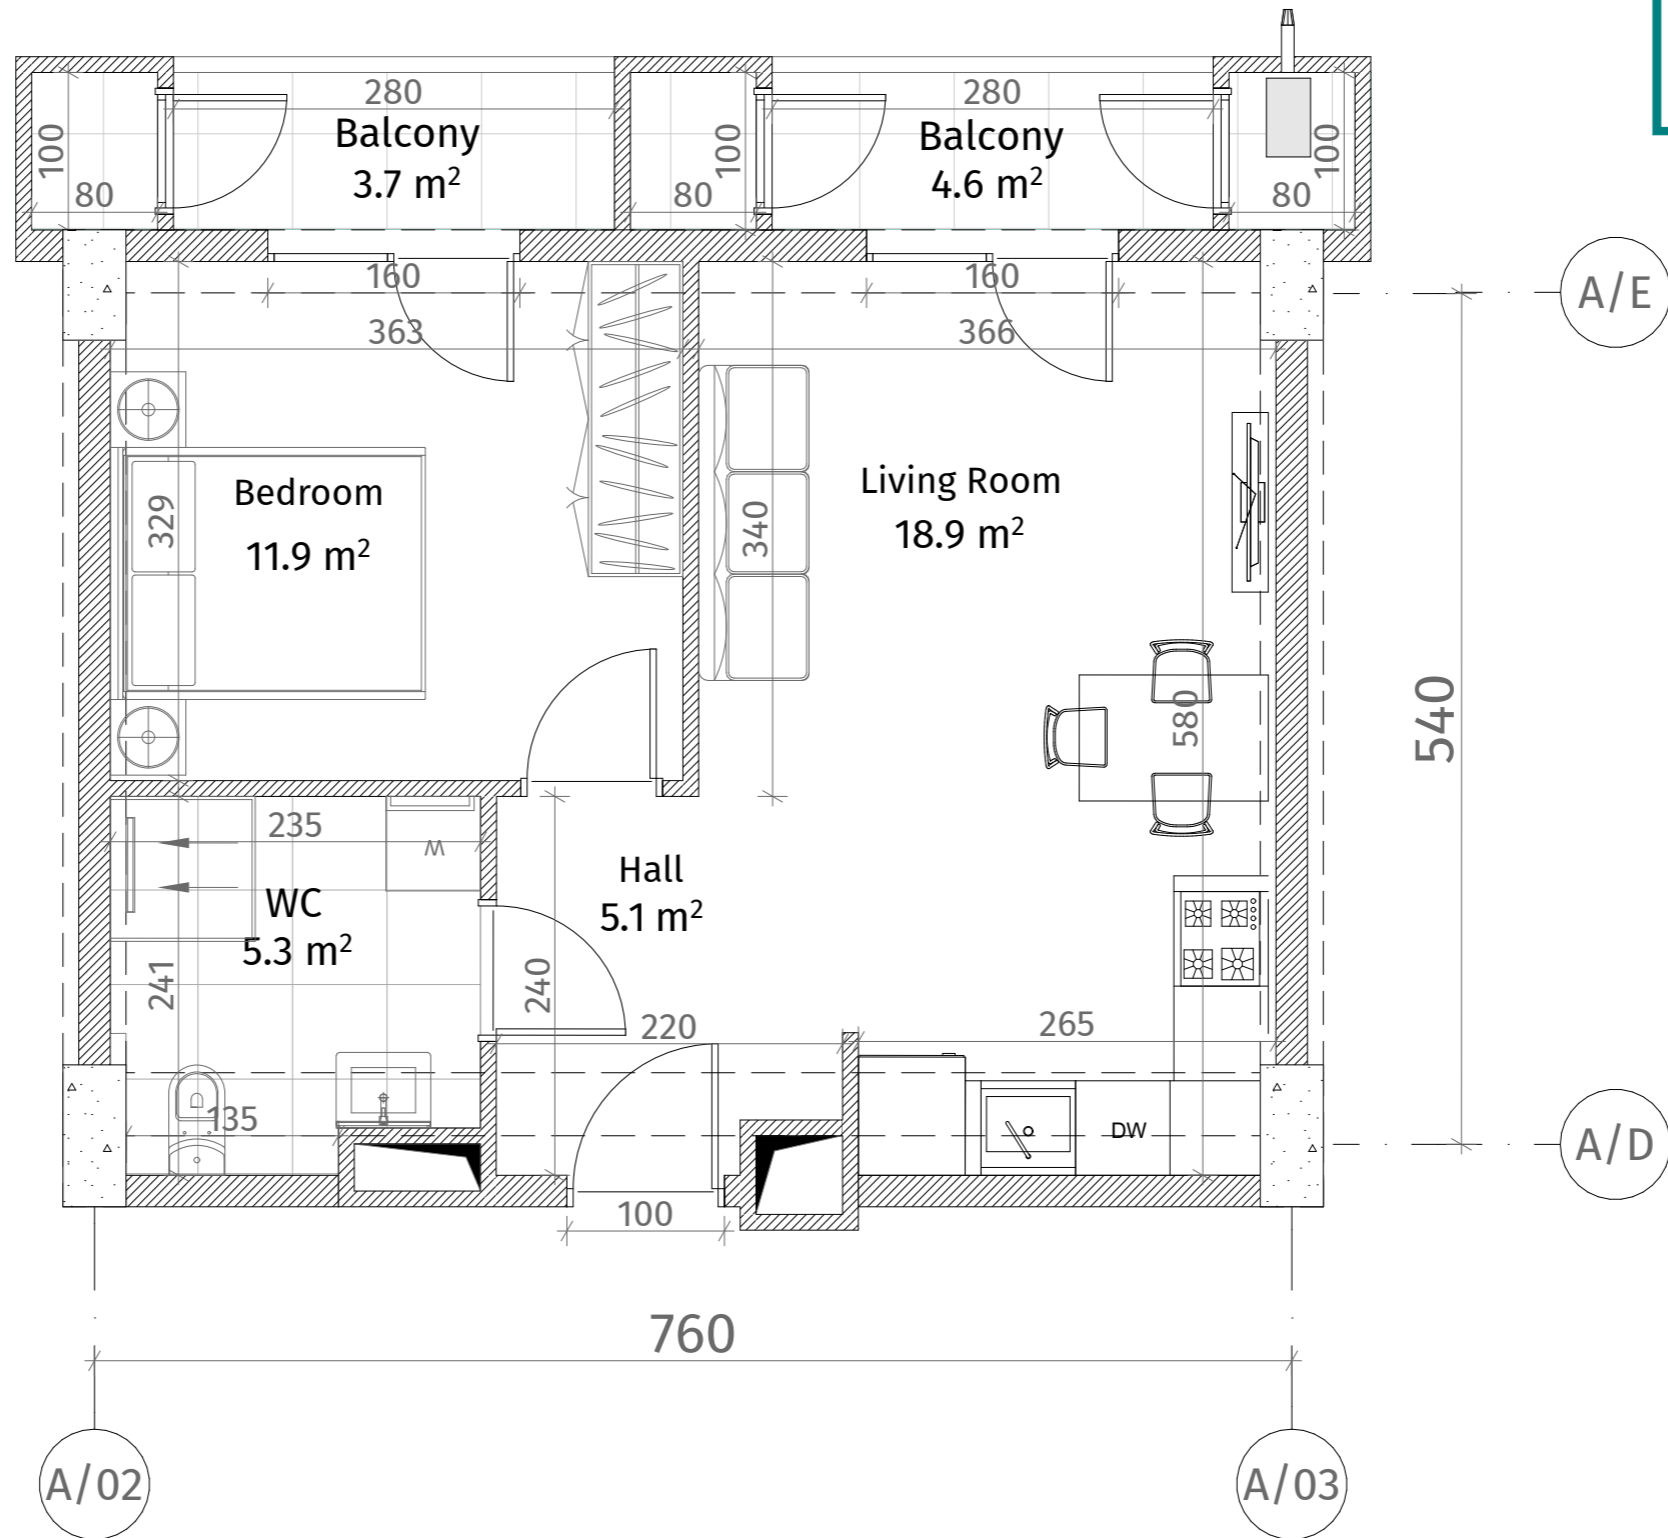 280
280
Balcony
3.7 m²
Balcony
4.6 m²
100
100
100
80
80
80
160
160
A/E
363
366
Bedroom
11.9 m²
329
Living Room
18.9 m²
340
580
540
235
W
WC
5.3 m²
Hall
5.1 m²
241
240
220
265
135
DW
A/D
100
760
A/02
A/03